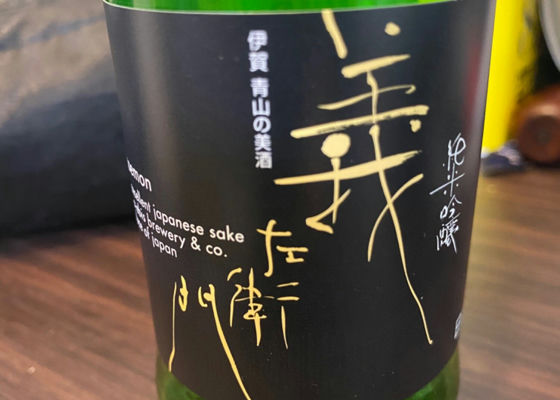 義
左衛
門
伊賀 青山の美酒
純米吟醸
emon
ellent japanese sake
brewery & co.
of japan